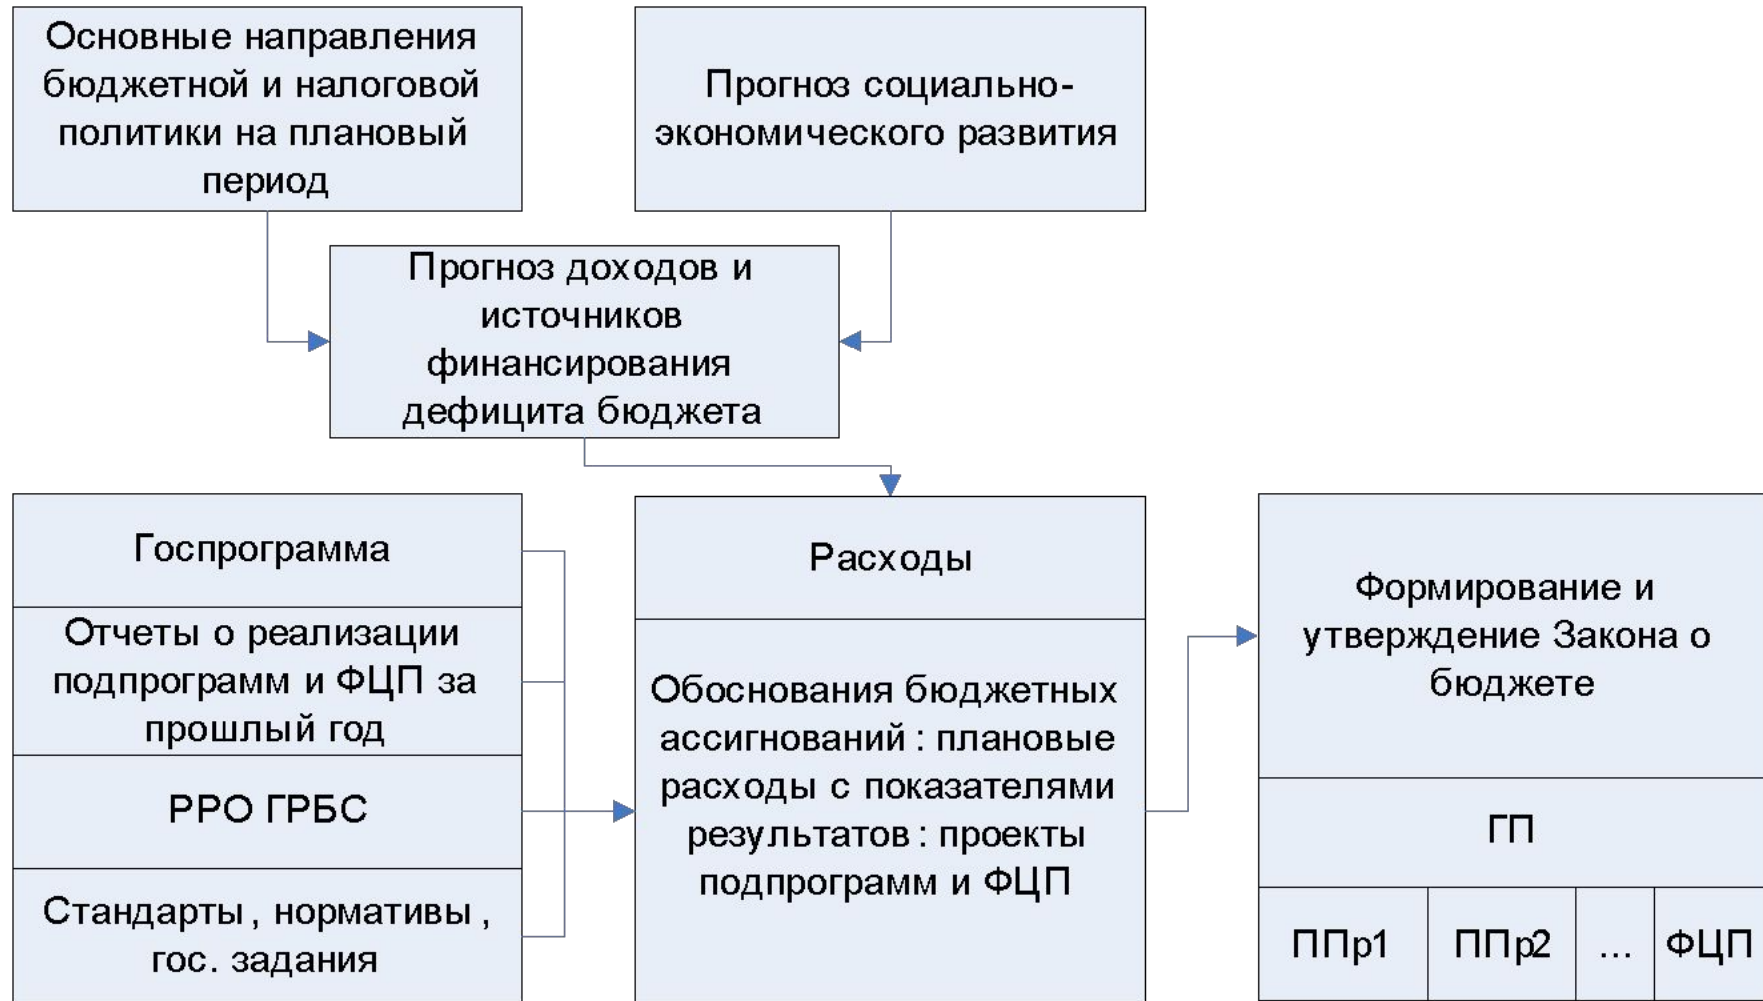 Основные направления
бюджетной и налоговой
политики на плановый
период
Прогноз социально-
экономического развития
Прогноз доходов и
источников
финансирования
дефицита бюджета
Госпрограмма
Отчеты о реализации
подпрограмм и ФЦП за
прошлый год
РРО ГРБС
Стандарты , нормативы ,
гос. задания
Расходы
Обоснования бюджетных
ассигнований : плановые
расходы с показателями
результатов : проекты
подпрограмм и ФЦП
Формирование и
утверждение Закона о
бюджете
ГП
ППр1
ППр2
...
ФЦП